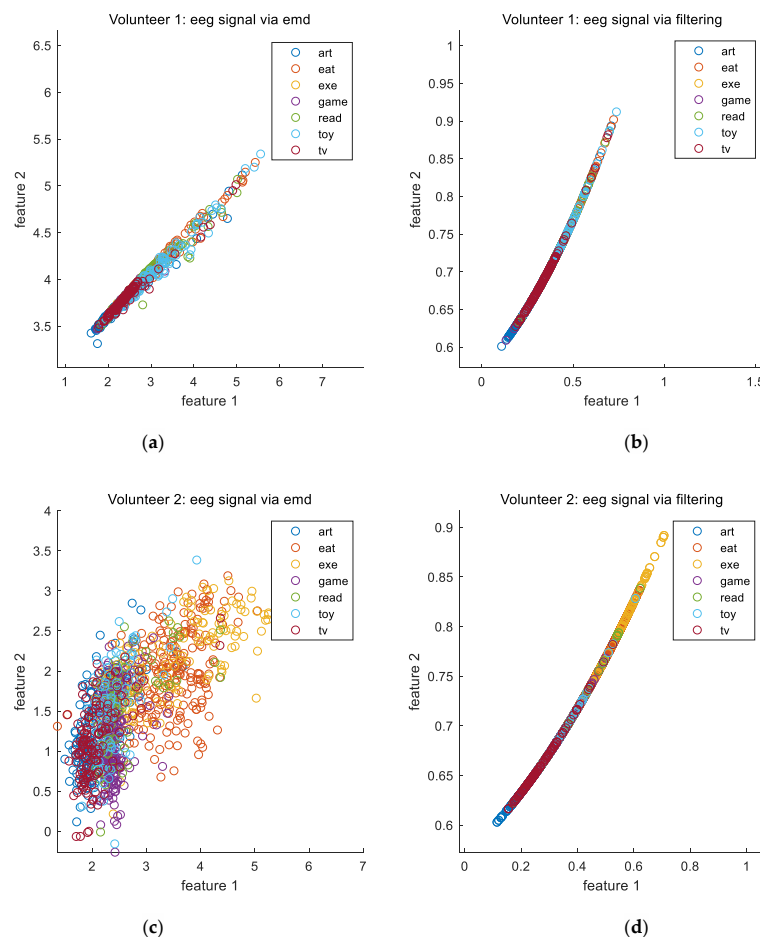 Volunteer 1: eeg signal via emd
6.5
6
5.5
5
4.5
4
3.5
feature 2
1 2 3 4 5 6 7
feature 1
art
eat
exe
game
read
toy
tv
(a)
Volunteer 1: eeg signal via filtering
1
0.95
0.9
0.85
0.8
0.75
0.7
0.65
0.6
feature 2
0 0.5 1 1.5
feature 1
art
eat
exe
game
read
toy
tv
(b)
Volunteer 2: eeg signal via emd
4
3.5
3
2.5
2
1.5
1
0.5
0
feature 2
2 3 4 5 6 7
feature 1
art
eat
exe
game
read
toy
tv
(c)
Volunteer 2: eeg signal via filtering
0.9
0.85
0.8
0.75
0.7
0.65
0.6
feature 2
0 0.2 0.4 0.6 0.8 1
feature 1
art
eat
exe
game
read
toy
tv
(d)